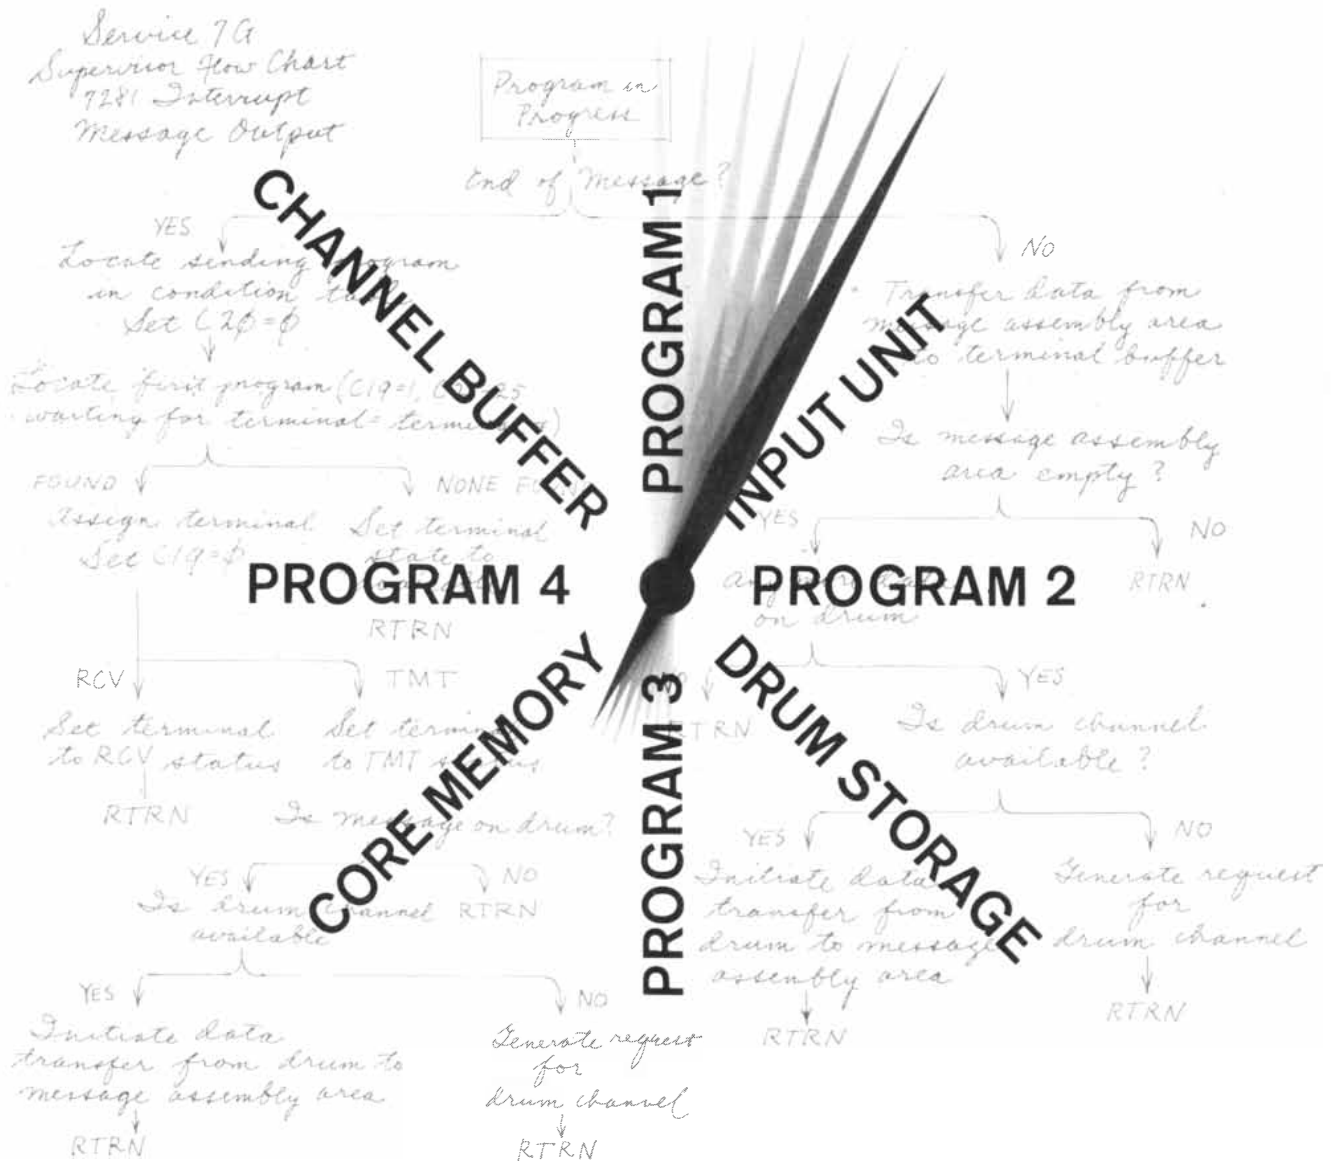 Service 7G
Supervisor Flow Chart
7281 Interrupt
Message Output
Program in
Progress
End of Message?
YES
Locate sending program
in condition
Set C2φ=φ
Locate first program (C19=1,
waiting for terminal=
FOUND
Assign terminal
Set C19=φ
NONE
Set terminal
state to
RTRN
RCV
Set terminal
to RCV status
RTRN
TMT
Set
to TMT
Is message on drum?
YES
Is drum channel
available
NO
RTRN
YES
Initiate data
transfer from drum to
message assembly area
RTRN
NO
Generate request
for
drum channel
RTRN
NO
Transfer data from
message assembly area
to terminal buffer
Is message assembly
area empty?
YES
on drum
NO
RTRN
RTRN
YES
Is drum channel
available?
YES
Initiate data
transfer from
drum to message
assembly area
RTRN
NO
Generate request
for
drum channel
RTRN
CHANNEL BUFFER
PROGRAM 1
INPUT UNIT
PROGRAM 2
DRUM STORAGE
PROGRAM 3
CORE MEMORY
PROGRAM 4